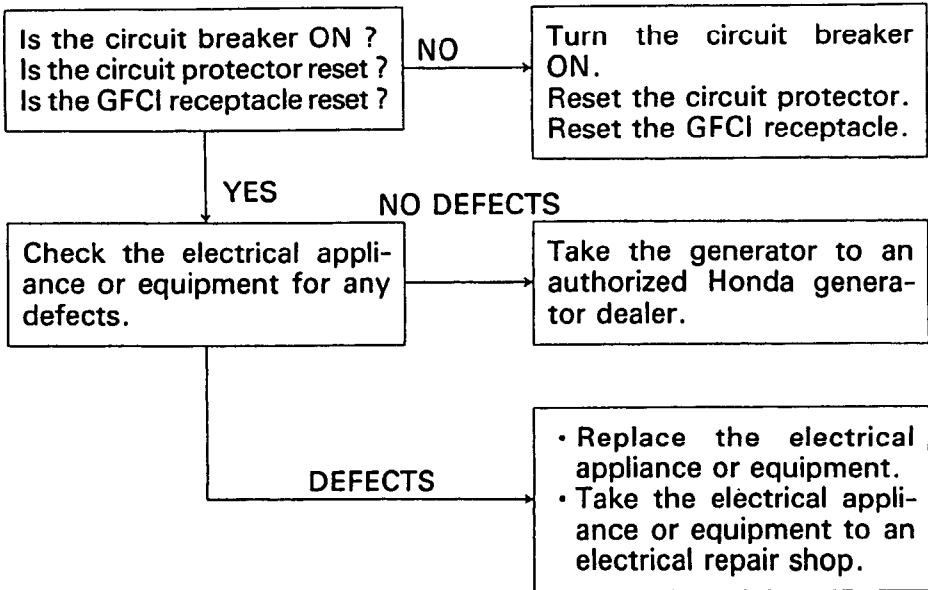 Is the circuit breaker ON ?
Is the circuit protector reset ?
Is the GFCI receptacle reset ?
NO
Turn the circuit breaker
ON.
Reset the circuit protector.
Reset the GFCI receptacle.
YES
NO DEFECTS
Check the electrical appli-
ance or equipment for any
defects.
Take the generator to an
authorized Honda genera-
tor dealer.
DEFECTS
· Replace the electrical
appliance or equipment.
· Take the electrical appli-
ance or equipment to an
electrical repair shop.